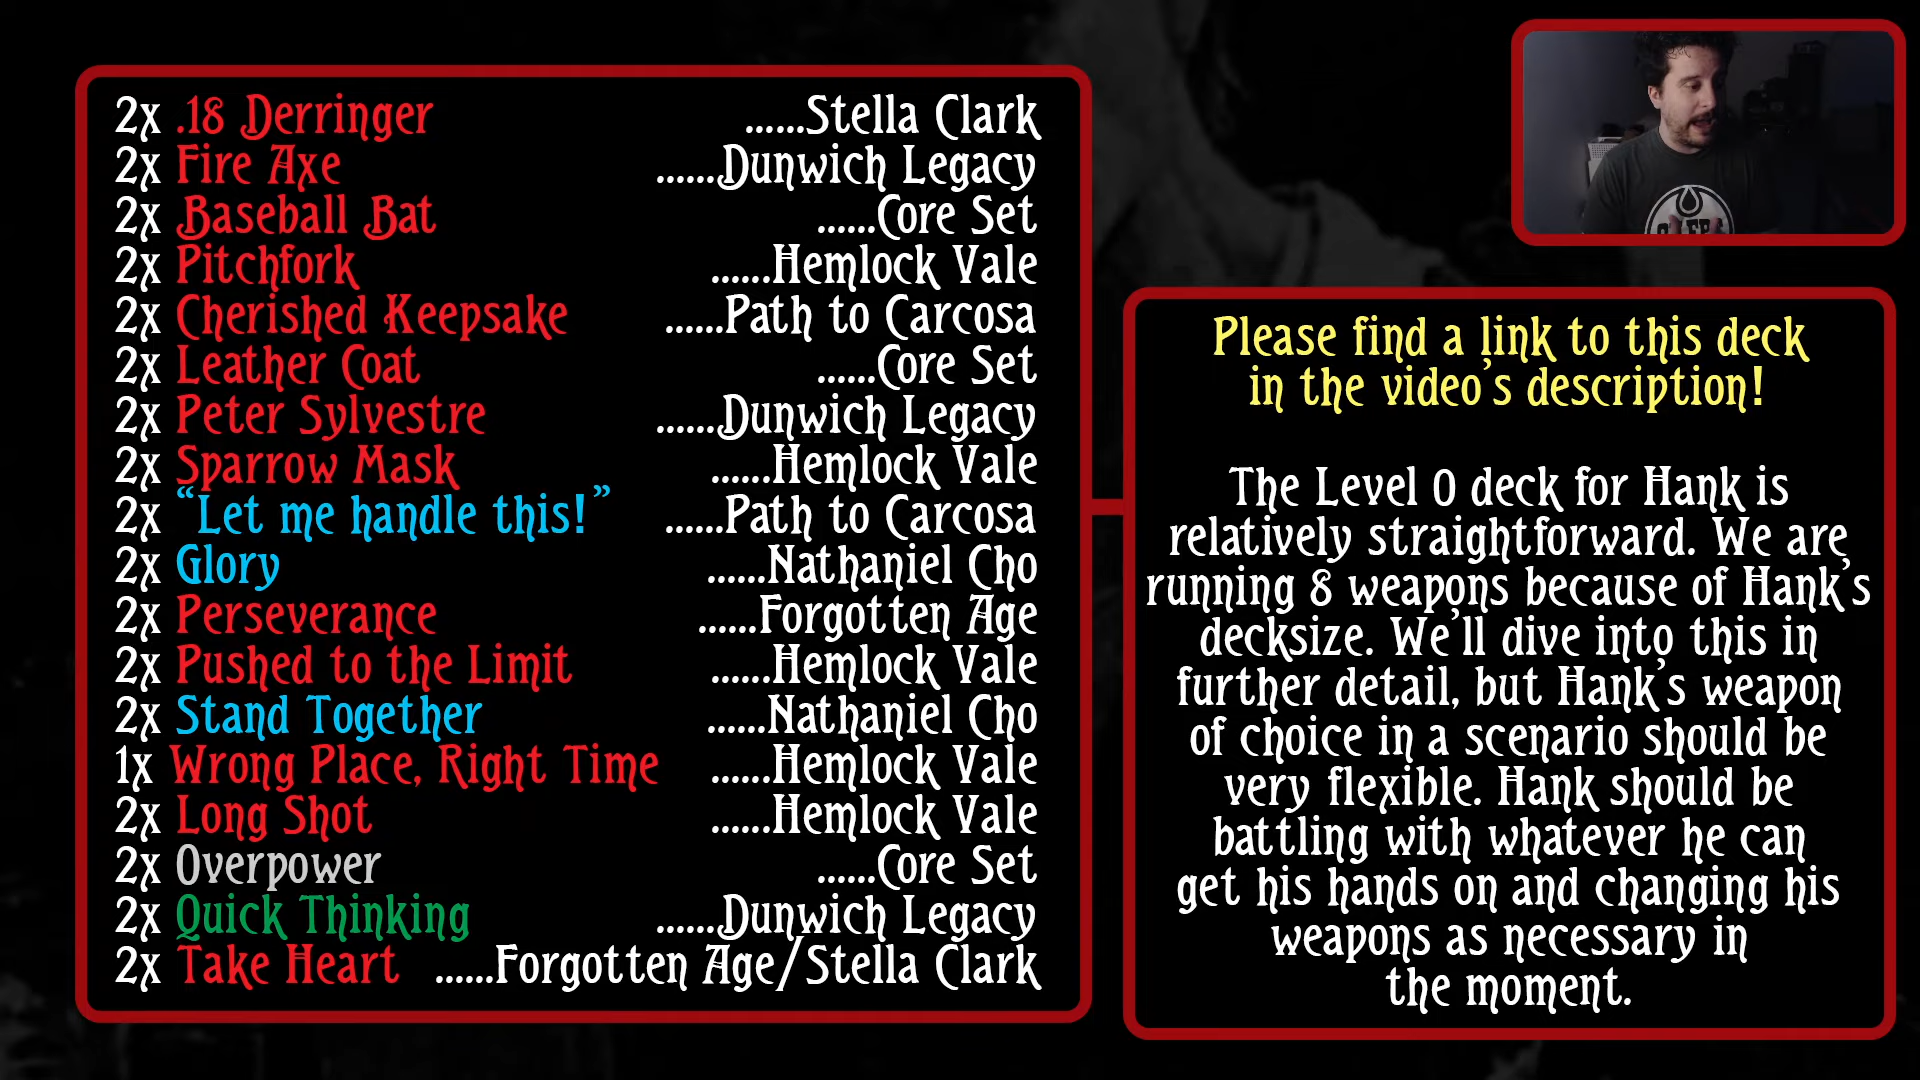 2x .18 Derringer ......Stella Clark
2x Fire Axe ......Dunwich Legacy
2x Baseball Bat ......Core Set
2x Pitchfork ......Hemlock Vale
2x Cherished Keepsake ......Path to Carcosa
2x Leather Coat ......Core Set
2x Peter Sylvestre ......Dunwich Legacy
2x Sparrow Mask ......Hemlock Vale
2x “Let me handle this!” ......Path to Carcosa
2x Glory ......Nathaniel Cho
2x Perseverance ......Forgotten Age
2x Pushed to the Limit ......Hemlock Vale
2x Stand Together ......Nathaniel Cho
1x Wrong Place, Right Time ......Hemlock Vale
2x Long Shot ......Hemlock Vale
2x Overpower ......Core Set
2x Quick Thinking ......Dunwich Legacy
2x Take Heart ......Forgotten Age/Stella Clark
Please find a link to this deck
in the video's description!
The Level 0 deck for Hank is
relatively straightforward. We are
running 8 weapons because of Hank's
decksize. We'll dive into this in
further detail, but Hank's weapon
of choice in a scenario should be
very flexible. Hank should be
battling with whatever he can
get his hands on and changing his
weapons as necessary in
the moment.